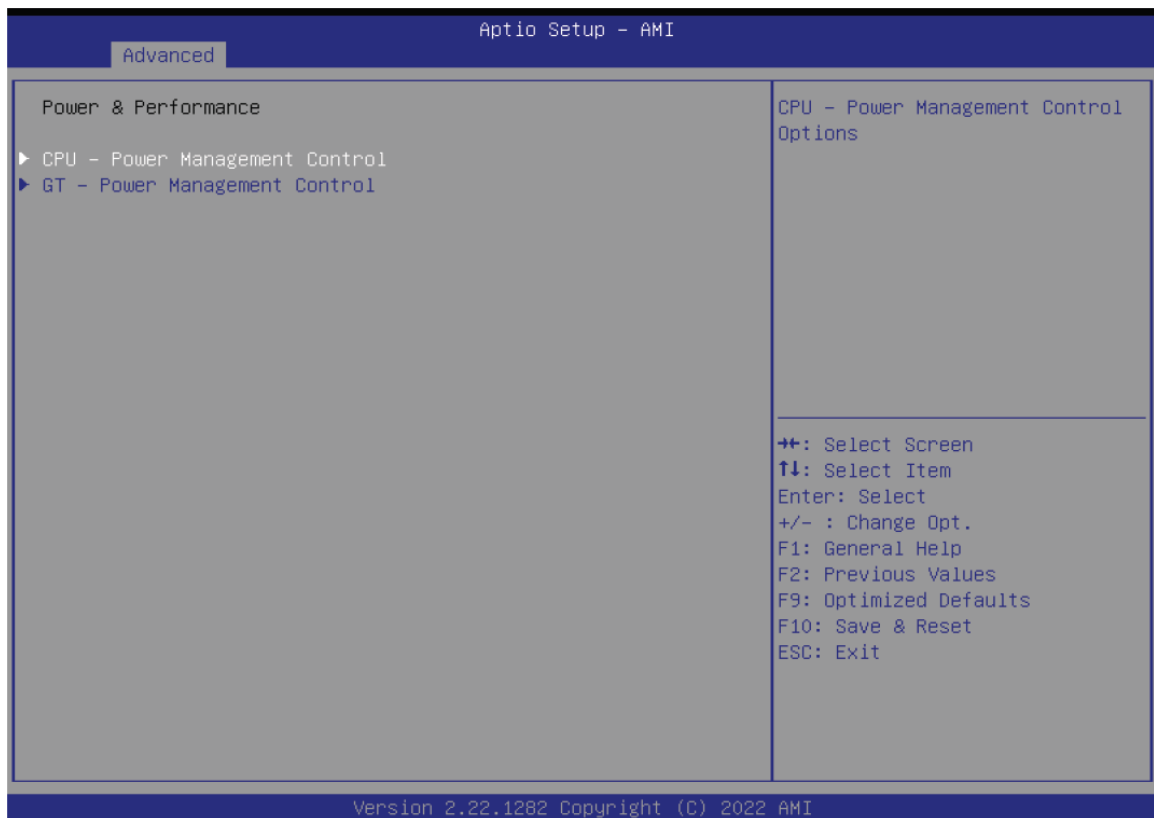 Aptio Setup – AMI
Advanced
Power & Performance
▶ CPU – Power Management Control
▶ GT – Power Management Control
CPU – Power Management Control
Options
→←: Select Screen
↑↓: Select Item
Enter: Select
+/- : Change Opt.
F1: General Help
F2: Previous Values
F9: Optimized Defaults
F10: Save & Reset
ESC: Exit
Version 2.22.1282 Copyright (C) 2022 AMI